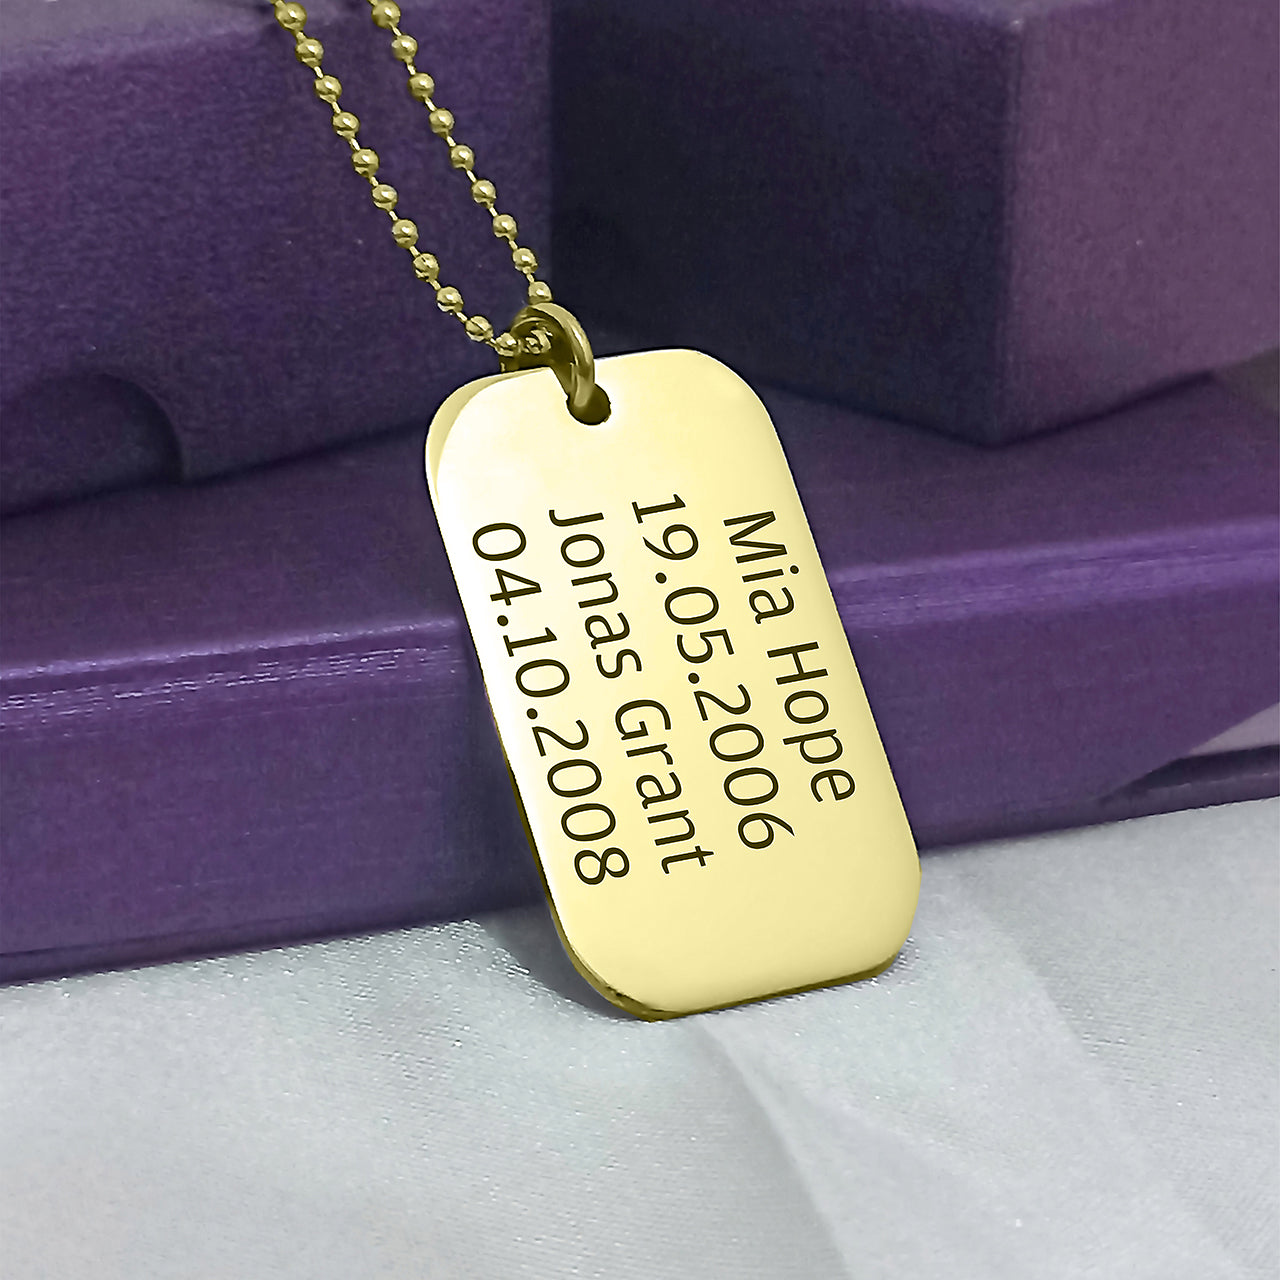 Mia Hope
19.05.2006
Jonas Grant
04.10.2008